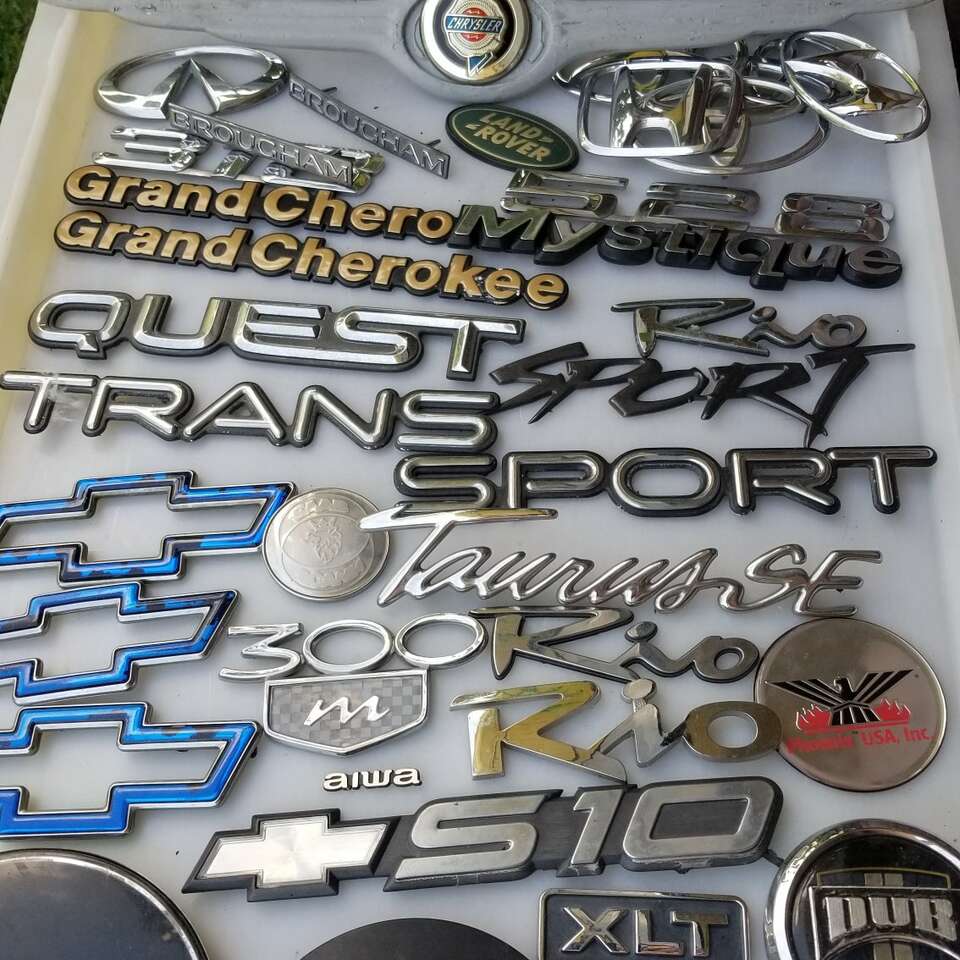 CHRYSLER
BROUGHAM
BROUGHAM
LAND
ROVER
528
Grand Chero
Mystique
Grand Cherokee
QUEST
Rio
SPORT
TRANS
SPORT
Taurus SE
300
Rio
m
Rio
Phoenix USA, Inc.
aiwa
S10
XLT
DUB